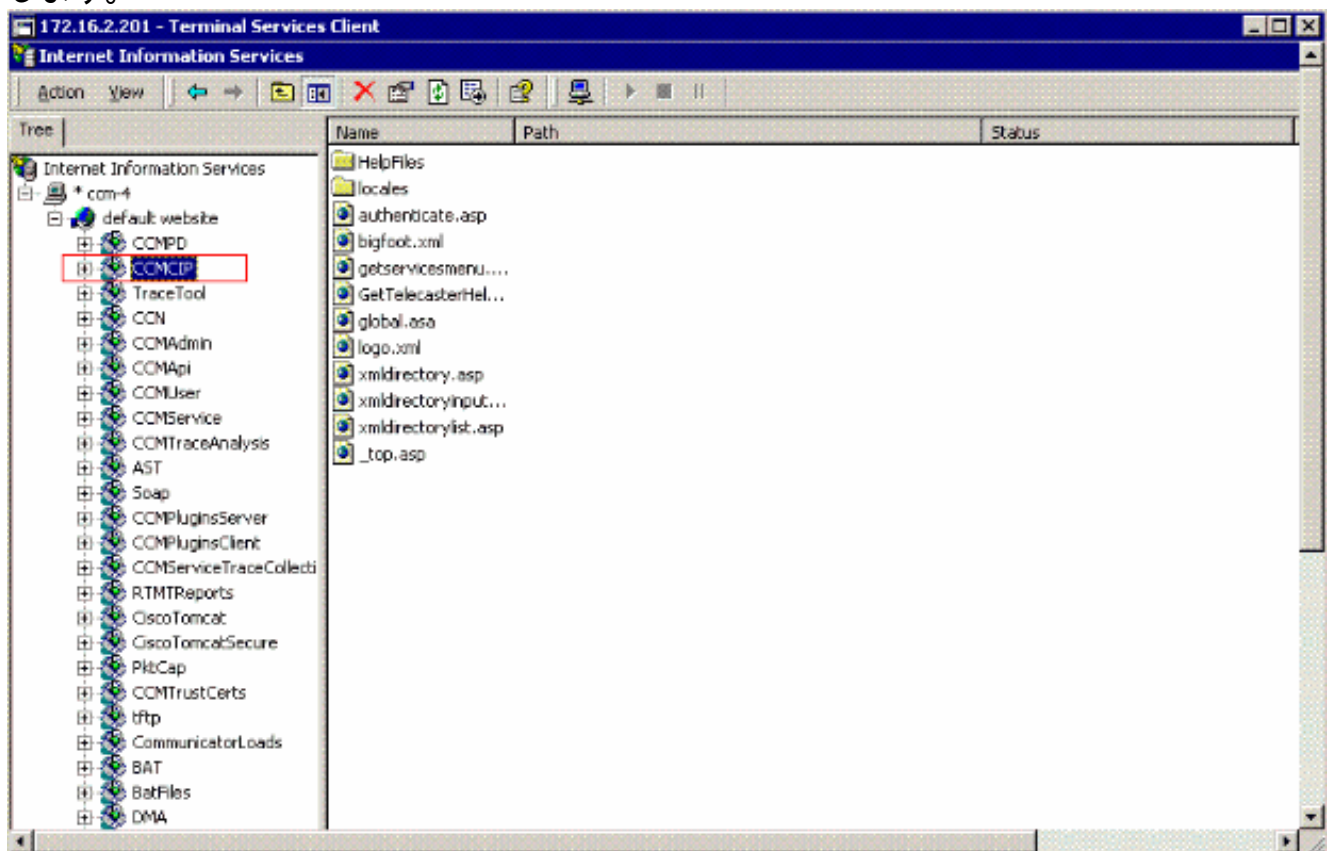 します。
172.16.2.201 - Terminal Services Client
Internet Information Services
Action View
Tree
Name Path Status
Internet Information Services
* ccm-4
default website
CCMPD
CCMCIP
TraceTool
CCN
CCMAdmin
CCMApi
CCMUser
CCMService
CCMTraceAnalysis
AST
Soap
CCMPluginsServer
CCMPluginsClient
CCMServiceTraceCollecti
RTMTReports
CiscoTomcat
CiscoTomcatSecure
PktCap
CCMTrustCerts
tftp
CommunicatorLoads
BAT
BatFiles
DMA
HelpFiles
locales
authenticate.asp
bigfoot.xml
getservicesmenu....
GetTelecasterHel...
global.asa
logo.xml
xmldirectory.asp
xmldirectoryinput...
xmldirectorylist.asp
_top.asp